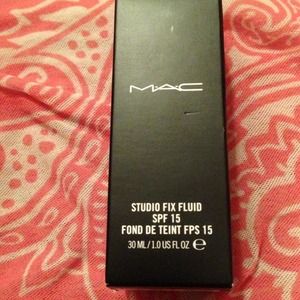 MAC
STUDIO FIX FLUID
SPF 15
FOND DE TEINT FPS 15
30 ML / 1.0 US FL OZ ℮